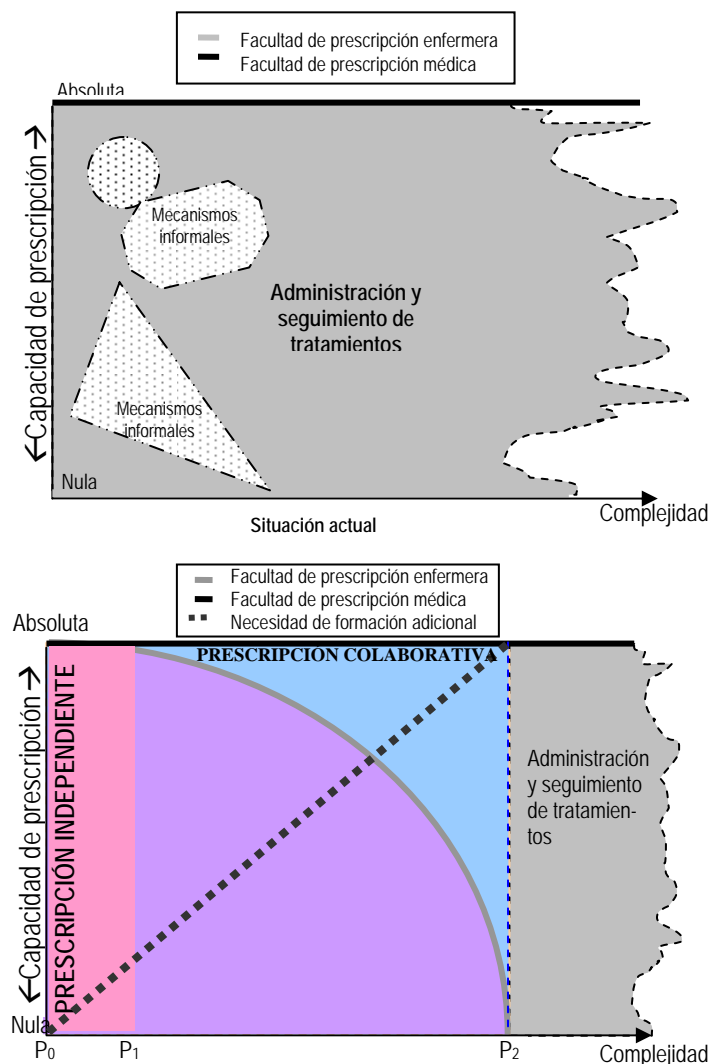 Facultad de prescripción enfermera
Facultad de prescripción médica
Absoluta
←Capacidad de prescripción→
Mecanismos
informales
Administración y
seguimiento de
tratamientos
Mecanismos
informales
Nula
Complejidad
Situación actual
Facultad de prescripción enfermera
Facultad de prescripción médica
Necesidad de formación adicional
Absoluta
PRESCRIPCION COLABORATIVA
←Capacidad de prescripción→
PRESCRIPCIÓN INDEPENDIENTE
Administración
y seguimiento
de tratamien-
tos
Nula
P0
P1
P2
Complejidad